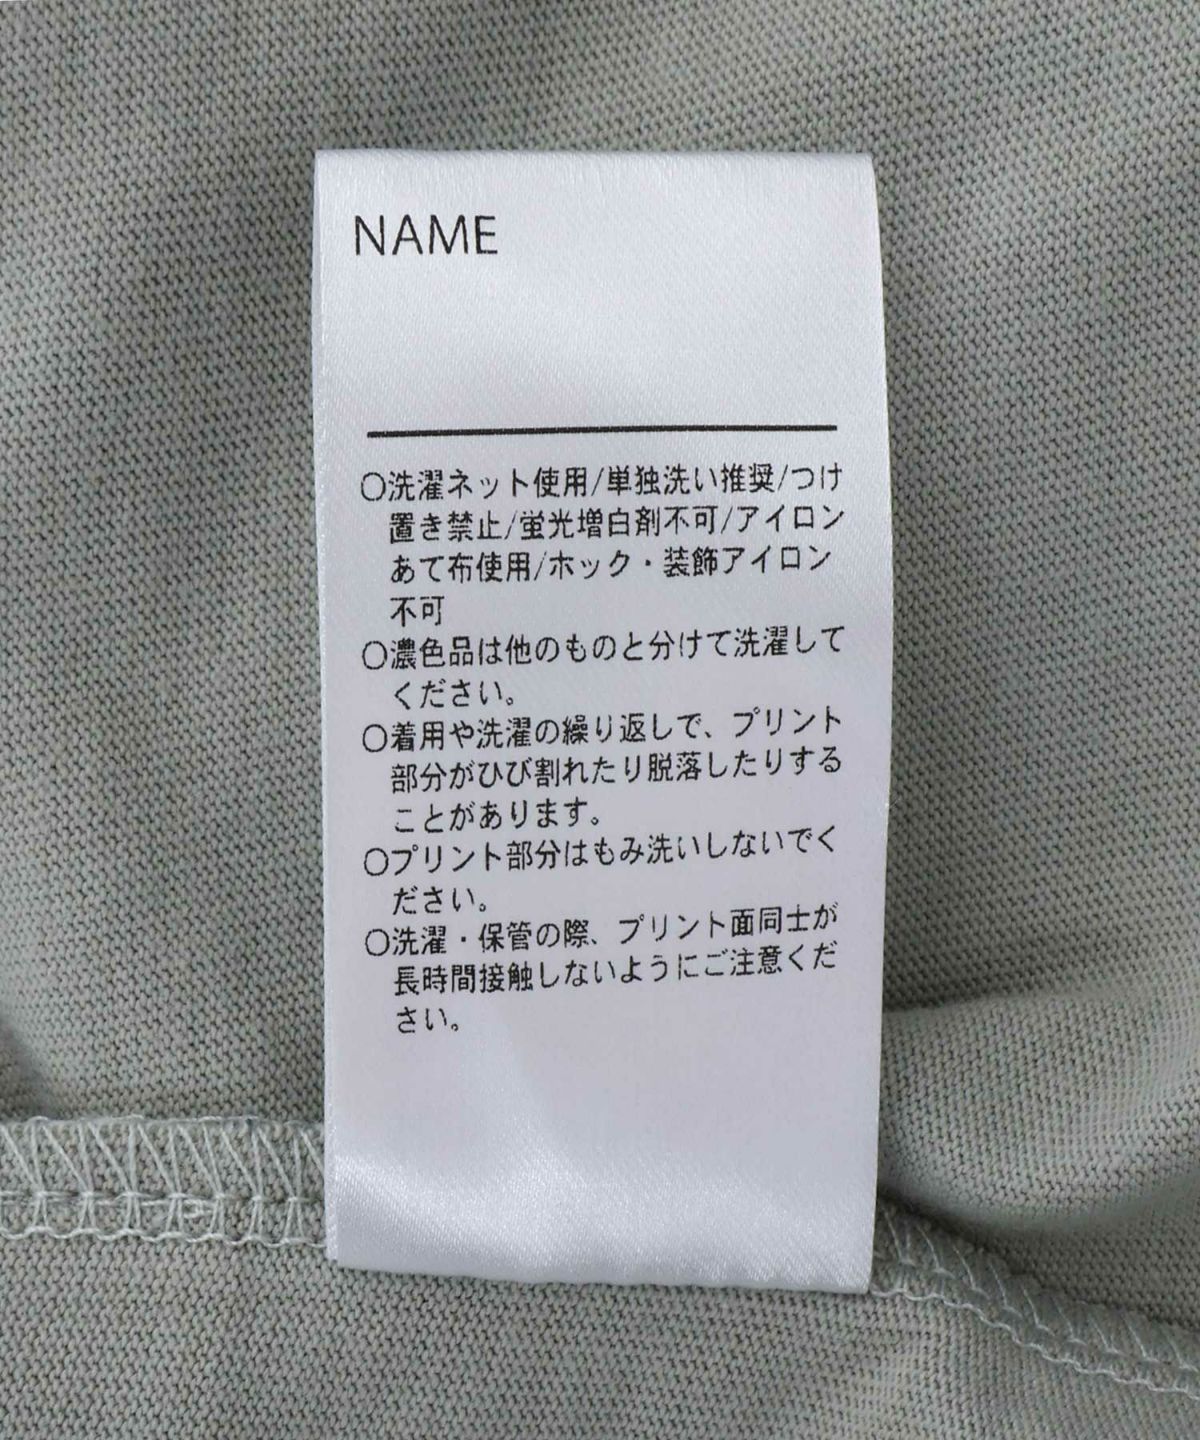 NAME
○洗濯ネット使用/単独洗い推奨/つけ
置き禁止/蛍光増白剤不可/アイロン
あて布使用/ホック・装飾アイロン
不可
○濃色品は他のものと分けて洗濯して
ください。
○着用や洗濯の繰り返しで、プリント
部分がひび割れたり脱落したりする
ことがあります。
○プリント部分はもみ洗いしないでく
ださい。
○洗濯・保管の際、プリント面同士が
長時間接触しないようにご注意くだ
さい。